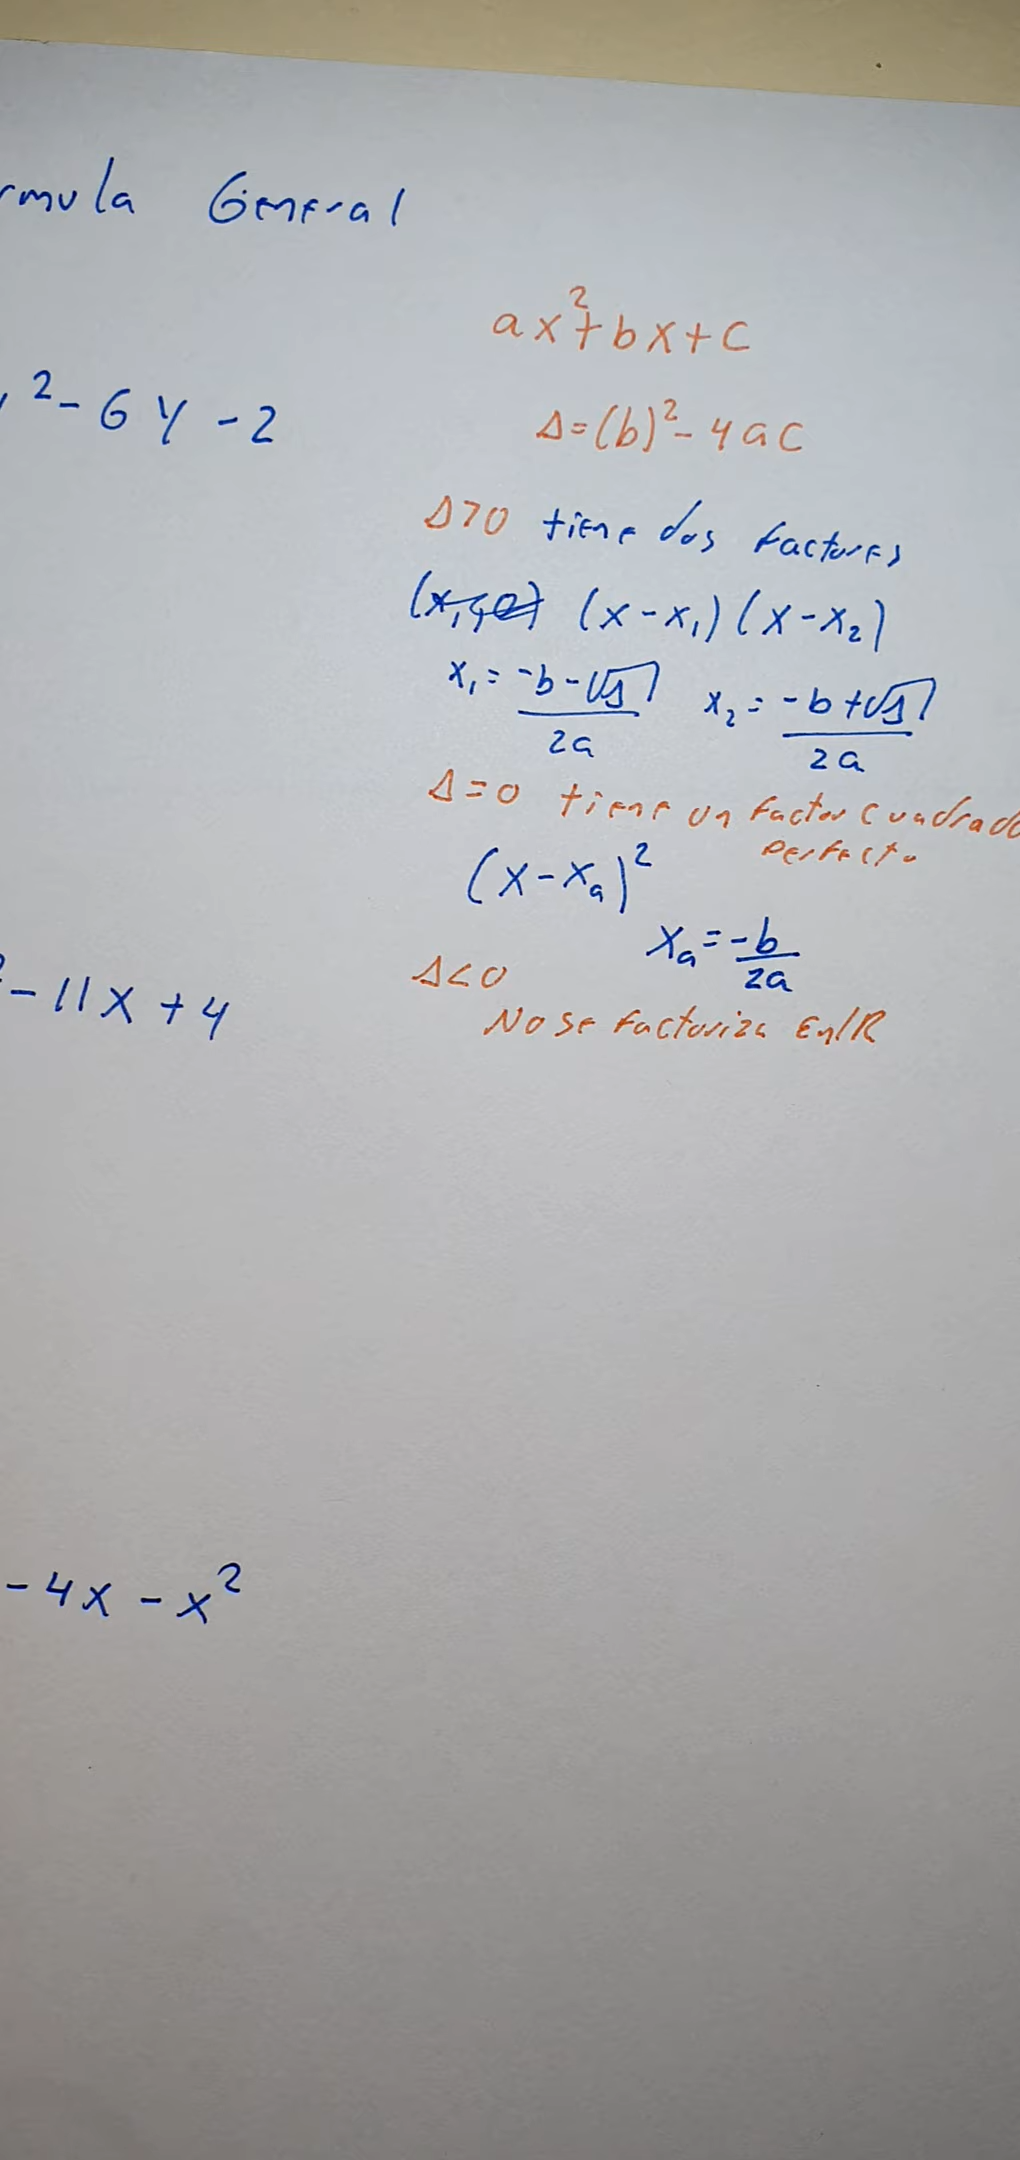 rmula General
ax²+bx+c
² - 6y - 2
Δ=(b)²-4ac
Δ>0 tiene dos factores
(x-x₁)(x-x₂)
x₁ = -b-√Δ / 2a x₂ = -b+√Δ / 2a
Δ=0 tiene un factor cuadrado
perfecto
(x-xₐ)²
xₐ = -b / 2a
² - 11x + 4
Δ<0
No se factoriza En ℝ
- 4x - x²